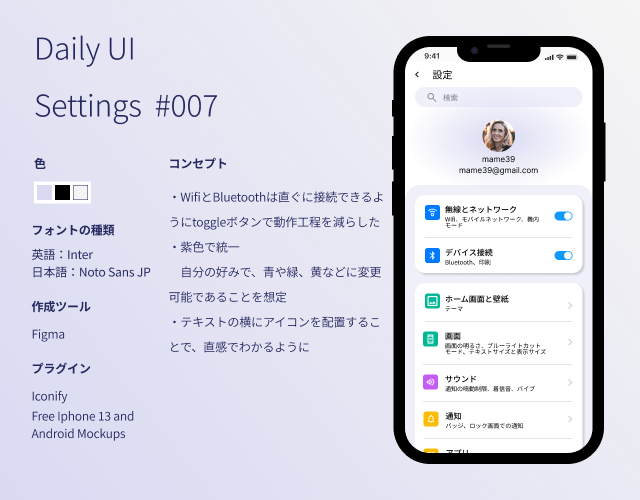 Daily UI
Settings #007
色
フォントの種類
英語：Inter
日本語：Noto Sans JP
作成ツール
Figma
プラグイン
Iconify
Free Iphone 13 and
Android Mockups
コンセプト
・WifiとBluetoothは直ぐに接続できるよ
うにtoggleボタンで動作工程を減らした
・紫色で統一
　自分の好みで、青や緑、黄などに変更
可能であることを想定
・テキストの横にアイコンを配置するこ
とで、直感でわかるように
9:41
設定
検索
mame39
mame39@gmail.com
無線とネットワーク
Wifi、モバイルネットワーク、機内
モード
デバイス接続
Bluetooth、印刷
ホーム画面と壁紙
テーマ
画面
画面の明るさ、ブルーライトカット
モード、テキストサイズと表示サイズ
サウンド
通知の鳴動制限、着信音、バイブ
通知
バッジ、ロック画面での通知
アプリ